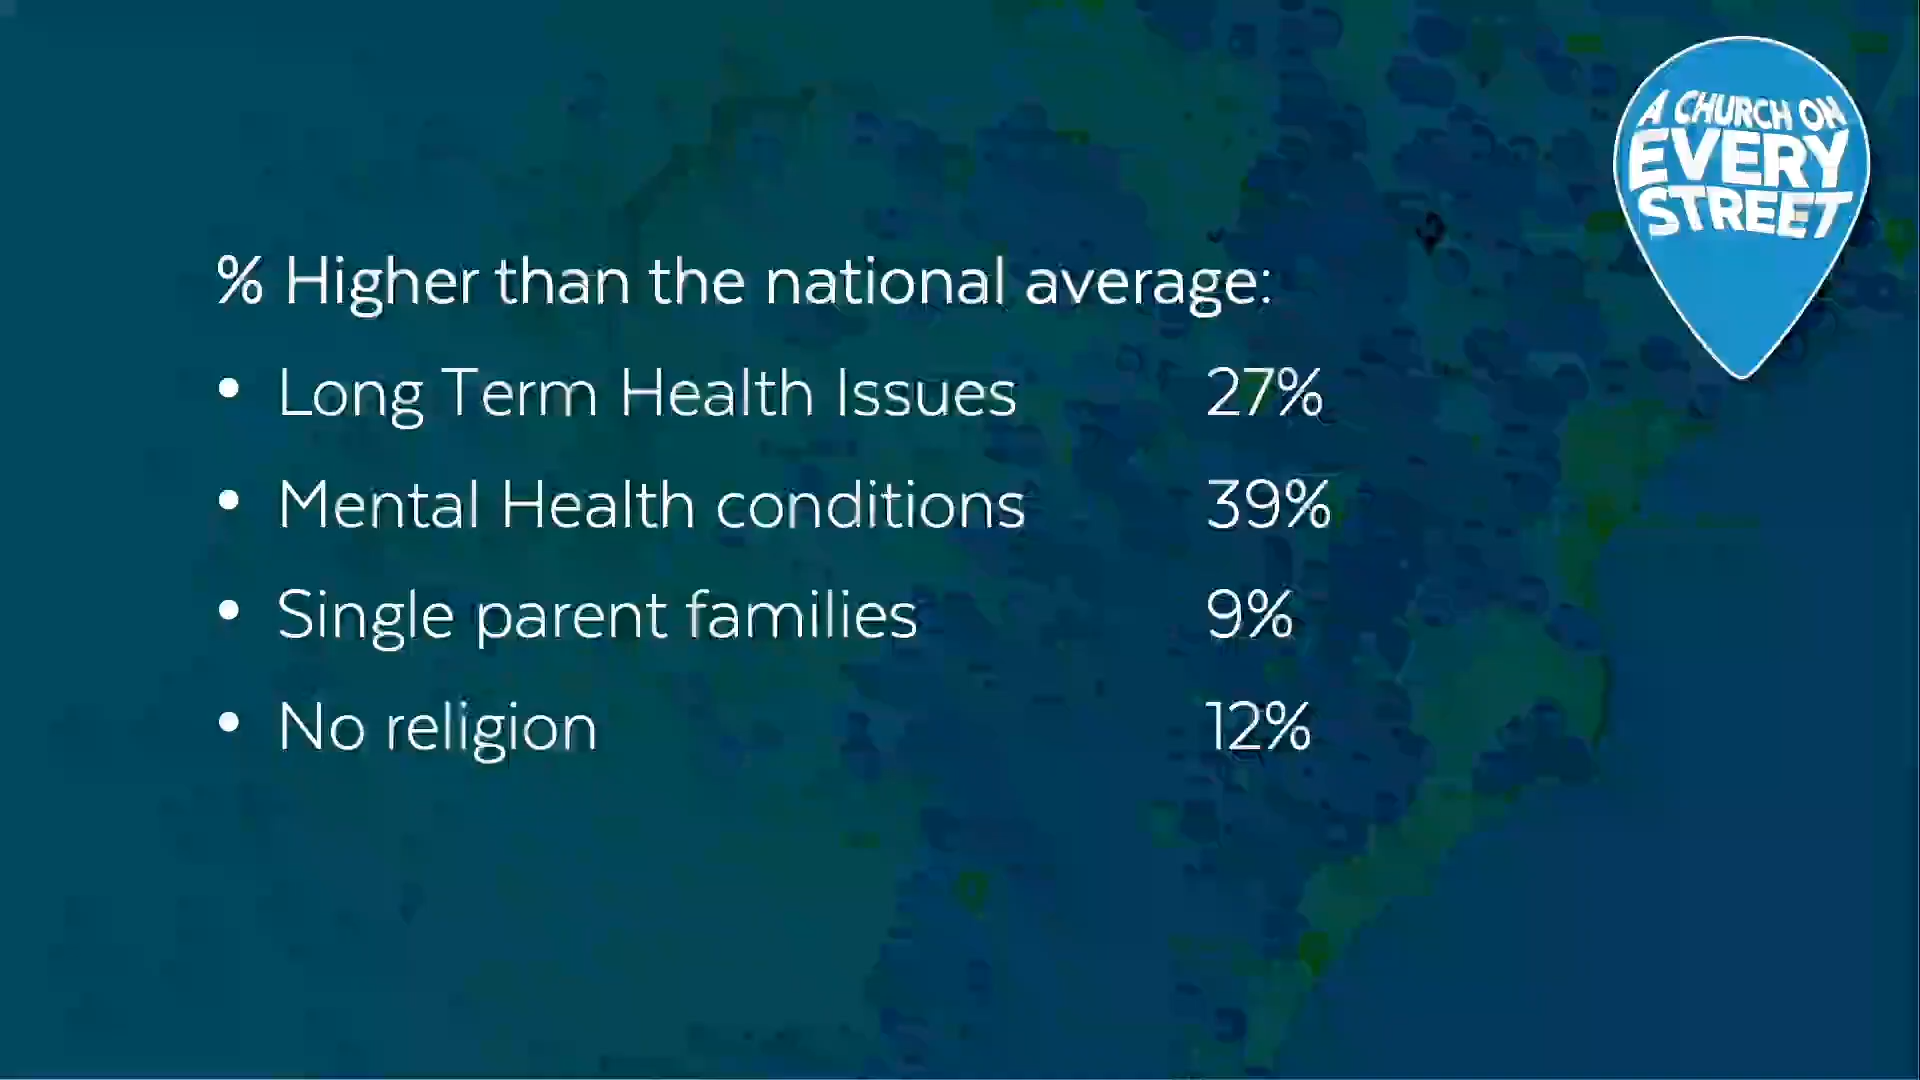 A CHURCH ON
EVERY
STREET
% Higher than the national average:
• Long Term Health Issues 27%
• Mental Health conditions 39%
• Single parent families 9%
• No religion 12%